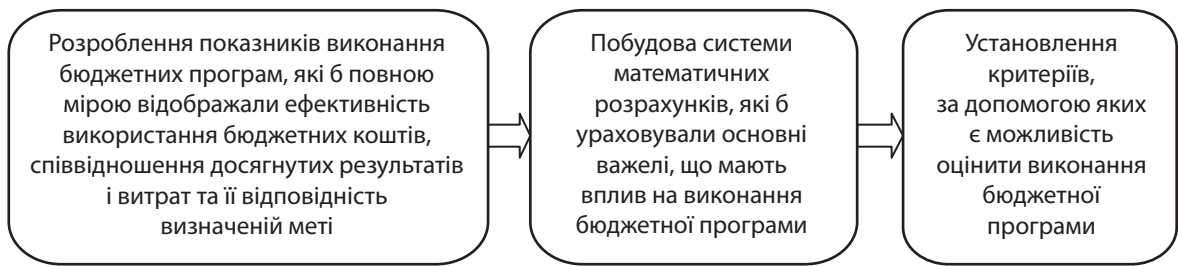 Розроблення показників виконання
бюджетних програм, які б повною
мірою відображали ефективність
використання бюджетних коштів,
співвідношення досягнутих результатів
і витрат та її відповідність
визначеній меті
Побудова системи
математичних
розрахунків, які б
ураховували основні
важелі, що мають
вплив на виконання
бюджетної програми
Установлення
критеріїв,
за допомогою яких
є можливість
оцінити виконання
бюджетної
програми